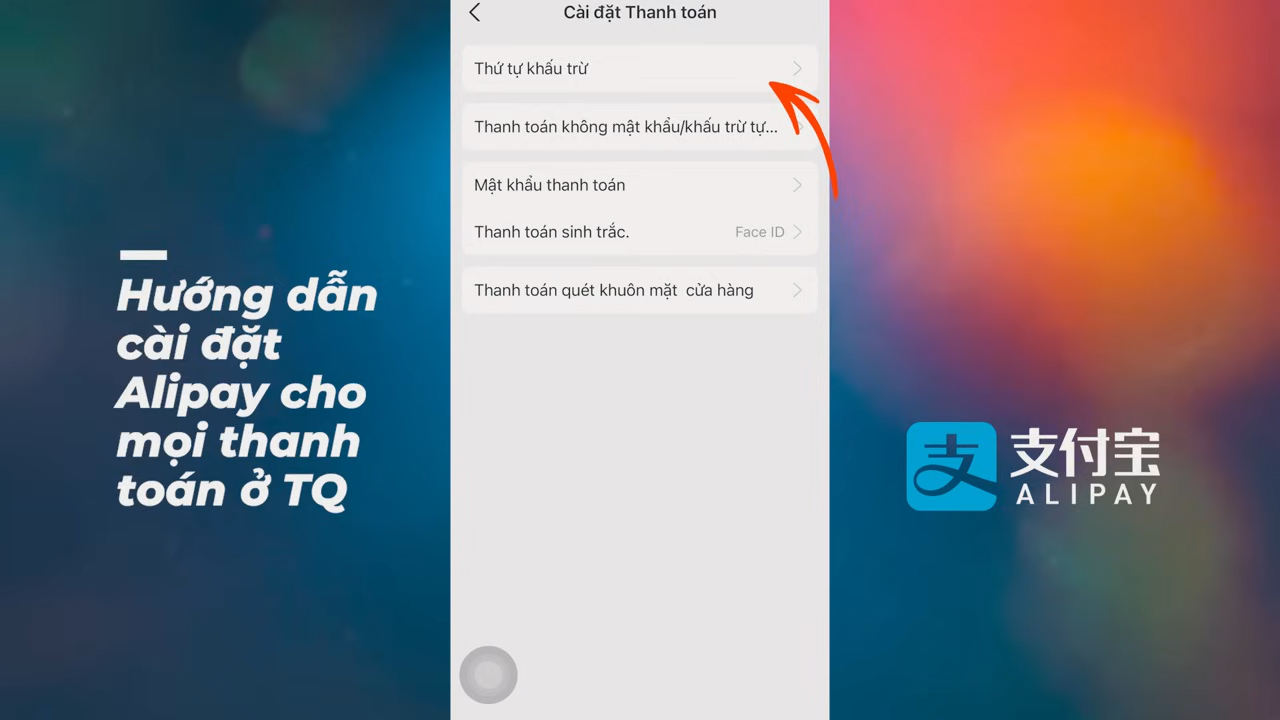 Cài đặt Thanh toán
Thứ tự khấu trừ
Thanh toán không mật khẩu/khấu trừ tự...
Mật khẩu thanh toán
Thanh toán sinh trắc.
Face ID
Thanh toán quét khuôn mặt cửa hàng
Hướng dẫn
cài đặt
Alipay cho
mọi thanh
toán ở TQ
支付宝
ALIPAY